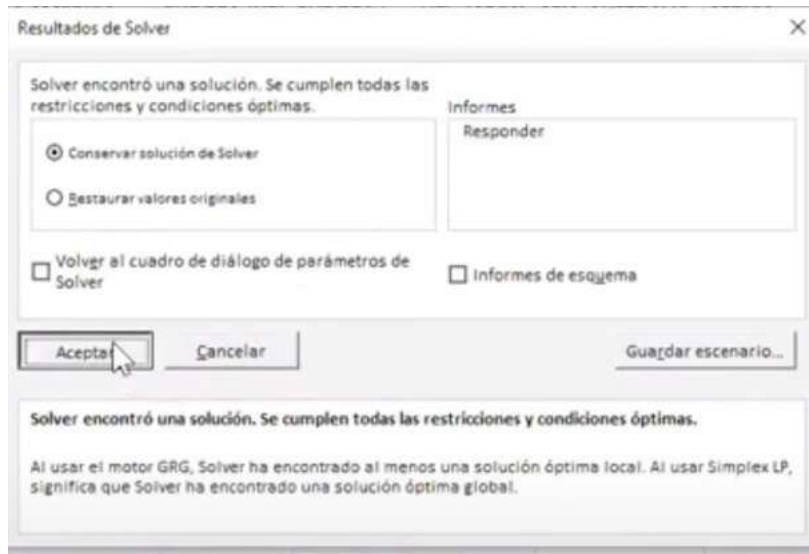 Resultados de Solver
Solver encontró una solución. Se cumplen todas las
restricciones y condiciones óptimas.
Informes
Responder
Conservar solución de Solver
Restaurar valores originales
Volver al cuadro de diálogo de parámetros de
Solver
Informes de esquema
Aceptar
Cancelar
Guardar escenario...
Solver encontró una solución. Se cumplen todas las restricciones y condiciones óptimas.
Al usar el motor GRG, Solver ha encontrado al menos una solución óptima local. Al usar Simplex LP,
significa que Solver ha encontrado una solución óptima global.